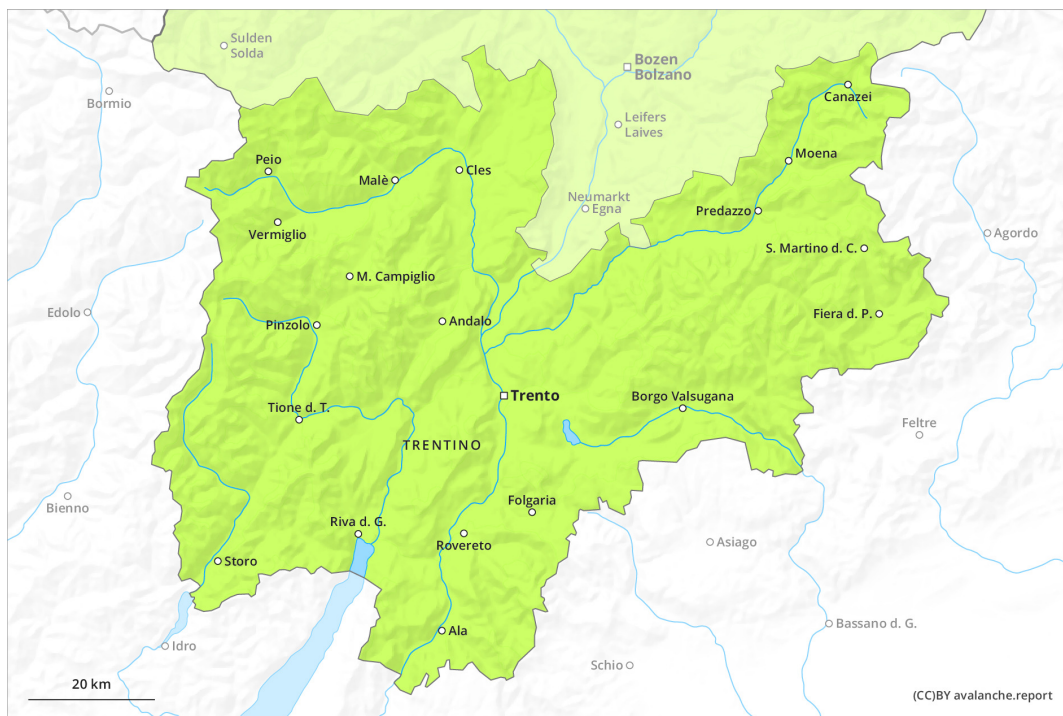 Sulden
Solda
Bozen
Bolzano
Bormio
Canazei
Leifers
Laives
Moena
Peio
Malè
Cles
Neumarkt
Egna
Predazzo
Vermiglio
Agordo
S. Martino d. C.
M. Campiglio
Edolo
Fiera d. P.
Pinzolo
Andalo
Trento
Borgo Valsugana
Tione d. T.
Feltre
TRENTINO
Bienno
Folgaria
Riva d. G.
Rovereto
Asiago
Storo
Bassano d. G.
Ala
Idro
Schio
20 km
(CC)BY avalanche.report